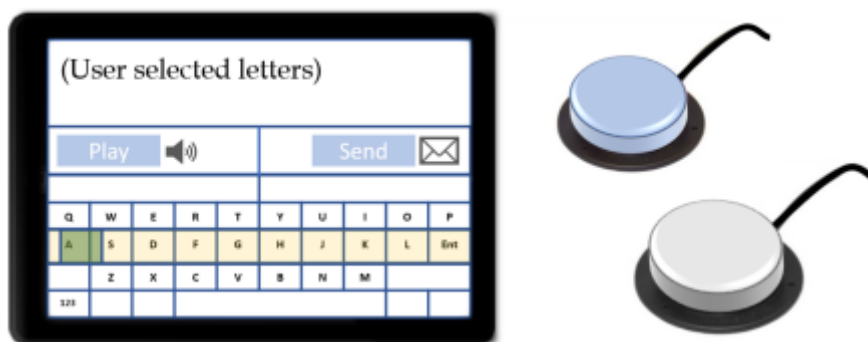 (User selected letters)
Play Send
Q W E R T Y U I O P
A S D F G H J K L Ent
Z X C V B N M
123